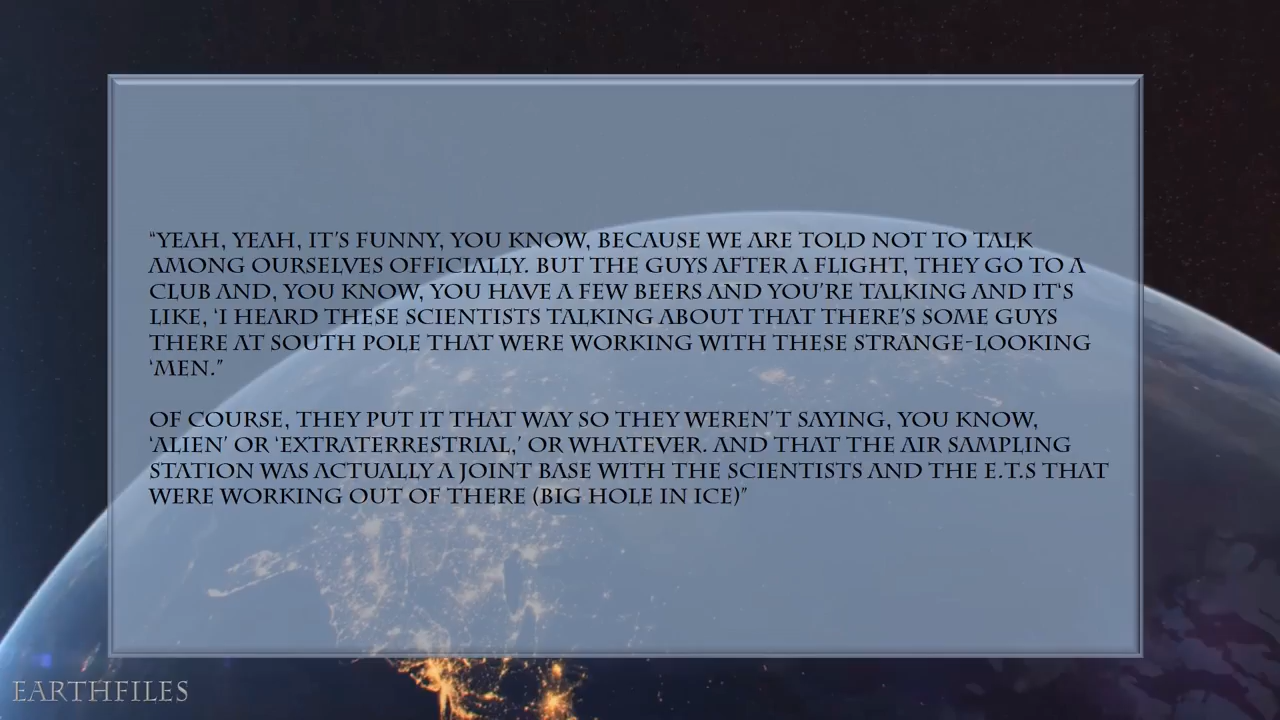 “YEAH, YEAH, IT'S FUNNY, YOU KNOW, BECAUSE WE ARE TOLD NOT TO TALK
AMONG OURSELVES OFFICIALLY. BUT THE GUYS AFTER A FLIGHT, THEY GO TO A
CLUB AND, YOU KNOW, YOU HAVE A FEW BEERS AND YOU'RE TALKING AND IT‘S
LIKE, ‘I HEARD THESE SCIENTISTS TALKING ABOUT THAT THERE'S SOME GUYS
THERE AT SOUTH POLE THAT WERE WORKING WITH THESE STRANGE-LOOKING
‘MEN.”
OF COURSE, THEY PUT IT THAT WAY SO THEY WEREN'T SAYING, YOU KNOW,
‘ALIEN’ OR ‘EXTRATERRESTRIAL,’ OR WHATEVER. AND THAT THE AIR SAMPLING
STATION WAS ACTUALLY A JOINT BASE WITH THE SCIENTISTS AND THE E.T.S THAT
WERE WORKING OUT OF THERE (BIG HOLE IN ICE)”
EARTHFILES